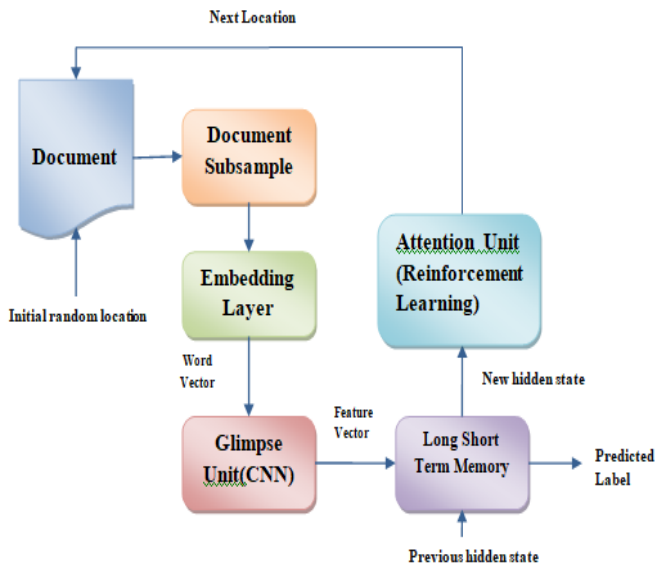 Next Location
Document
Document
Subsample
Attention Unit
(Reinforcement
Learning)
Embedding
Layer
Initial random location
Word
Vector
New hidden state
Feature
Vector
Glimpse
Unit(CNN)
Long Short
Term Memory
Predicted
Label
Previous hidden state